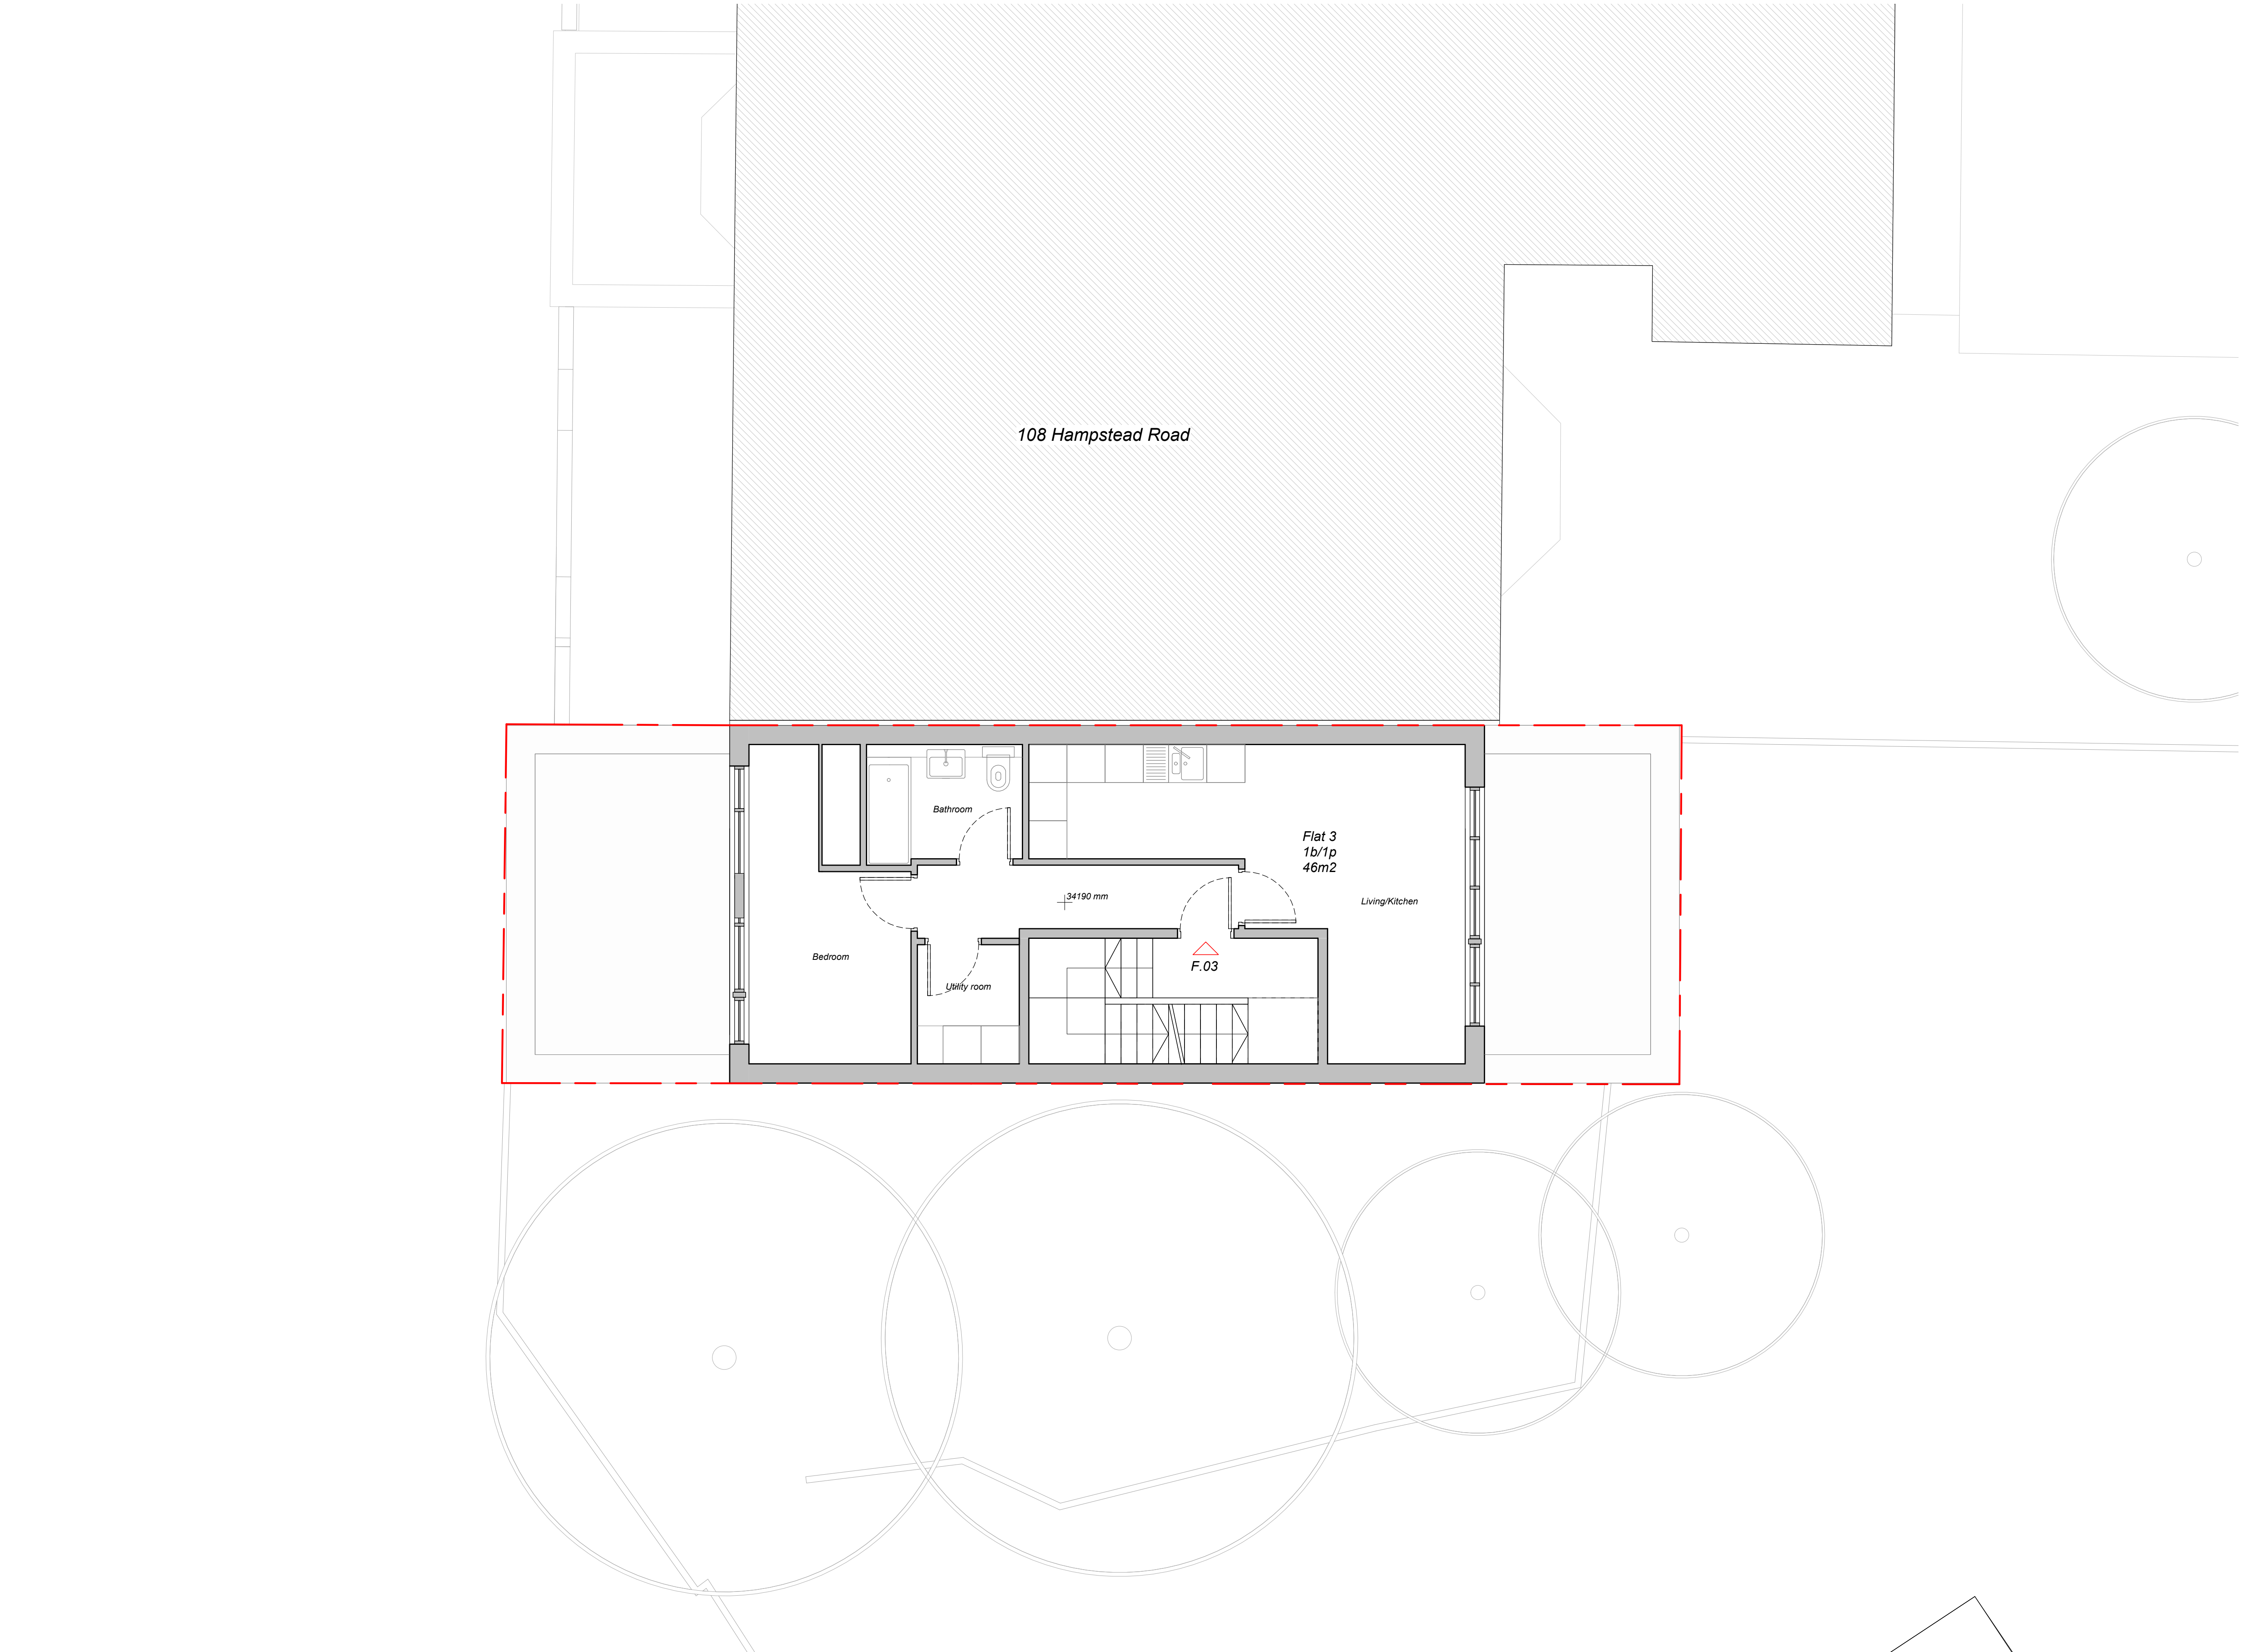 108 Hampstead Road
Bathroom
Flat 3
1b/1p
46m2
34190 mm
Living/Kitchen
Bedroom
F.03
Utility room